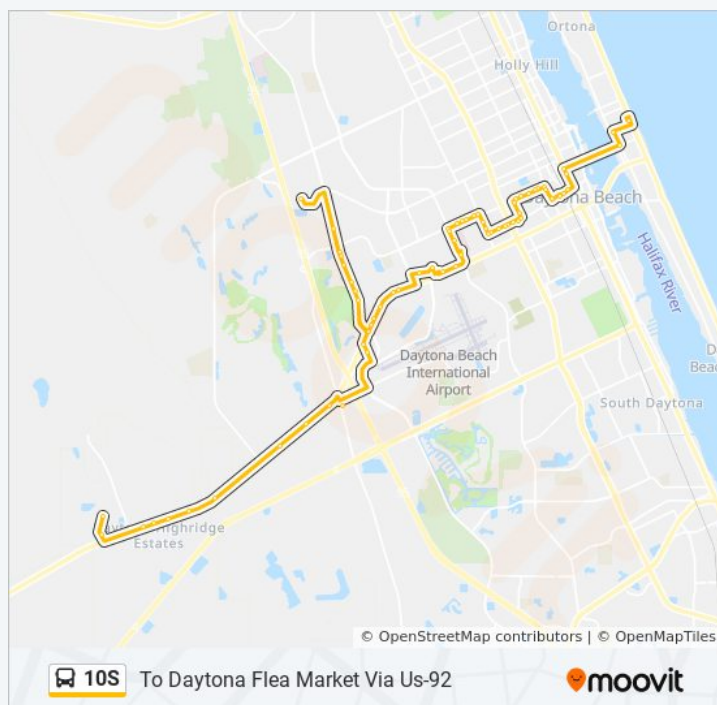 Ortona
Holly Hill
Daytona Beach
Halifax River
Daytona Beach
International
Airport
South Daytona
Highridge
Estates
© OpenStreetMap contributors | © OpenMapTiles
10S
To Daytona Flea Market Via Us-92
moovit